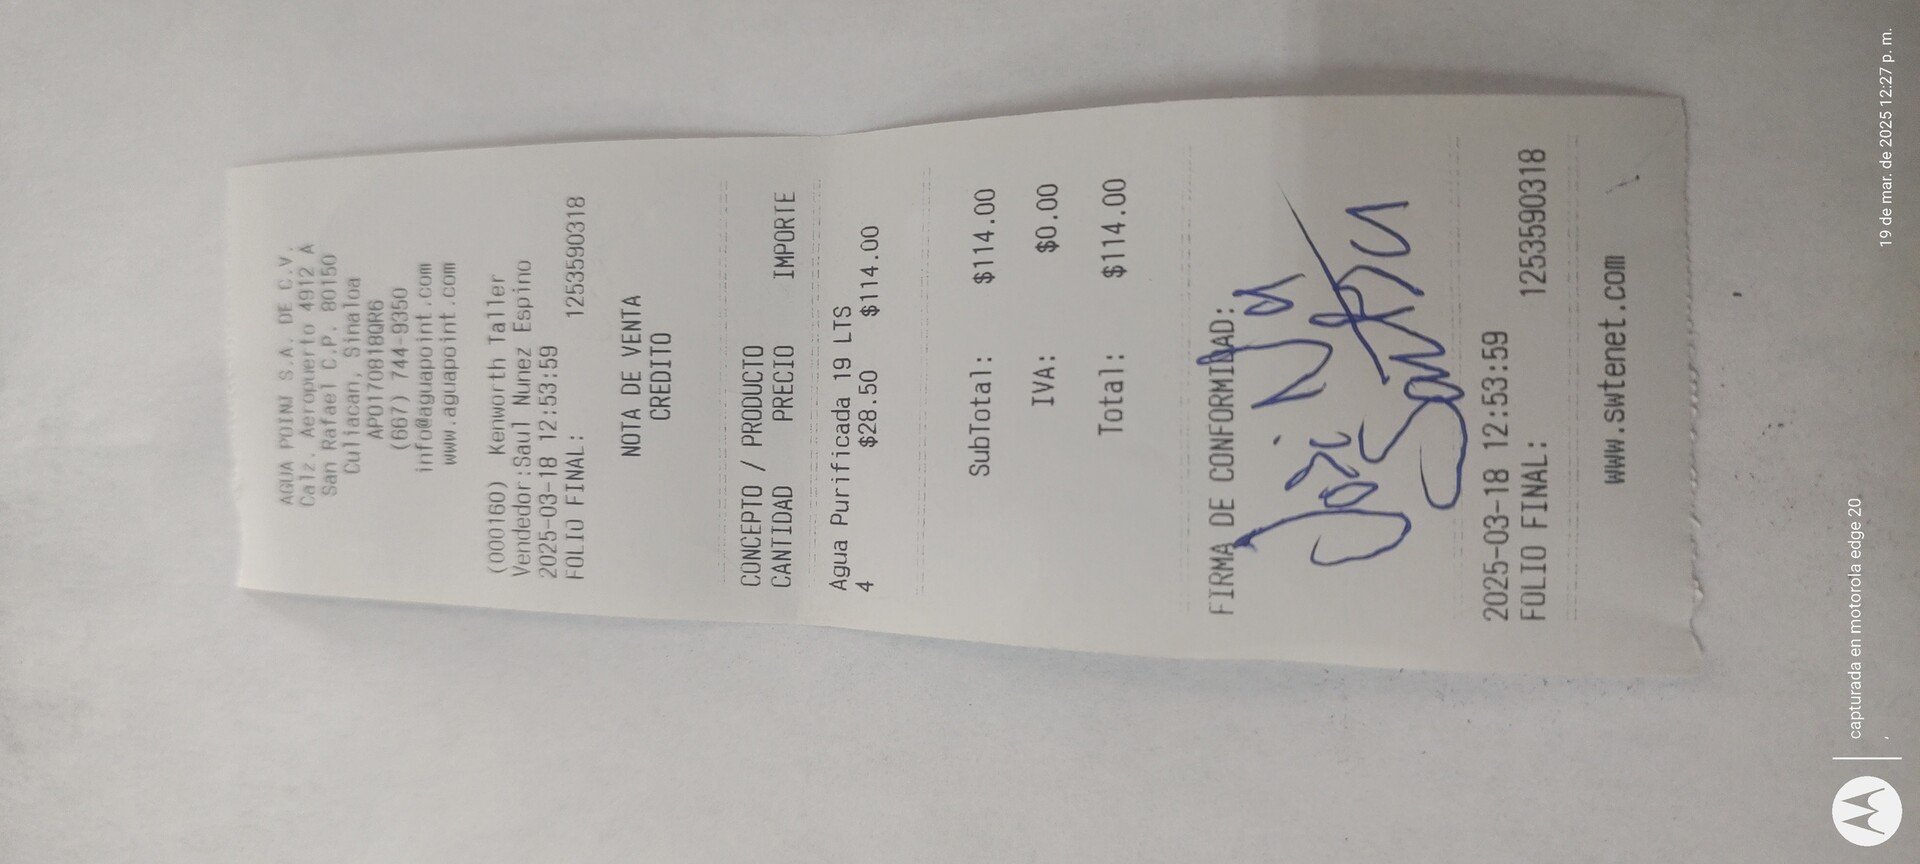 AGUA POINT S.A. DE C.V.
Calz. Aeropuerto 4912 A
San Rafael C.P. 80150
Culiacan, Sinaloa
APO170818QR6
(667) 744-9350
info@aguapoint.com
www.aguapoint.com
(000160) Kenworth Taller
Vendedor:Saul Nunez Espino
2025-03-18 12:53:59
FOLIO FINAL: 1253590318
NOTA DE VENTA
CREDITO
CONCEPTO / PRODUCTO
CANTIDAD PRECIO IMPORTE
Agua Purificada 19 LTS
4 $28.50 $114.00
SubTotal: $114.00
IVA: $0.00
Total: $114.00
FIRMA DE CONFORMIDAD:
2025-03-18 12:53:59
FOLIO FINAL: 1253590318
www.swtenet.com
capturada en motorola edge 20
19 de mar. de 2025 12:27 p. m.